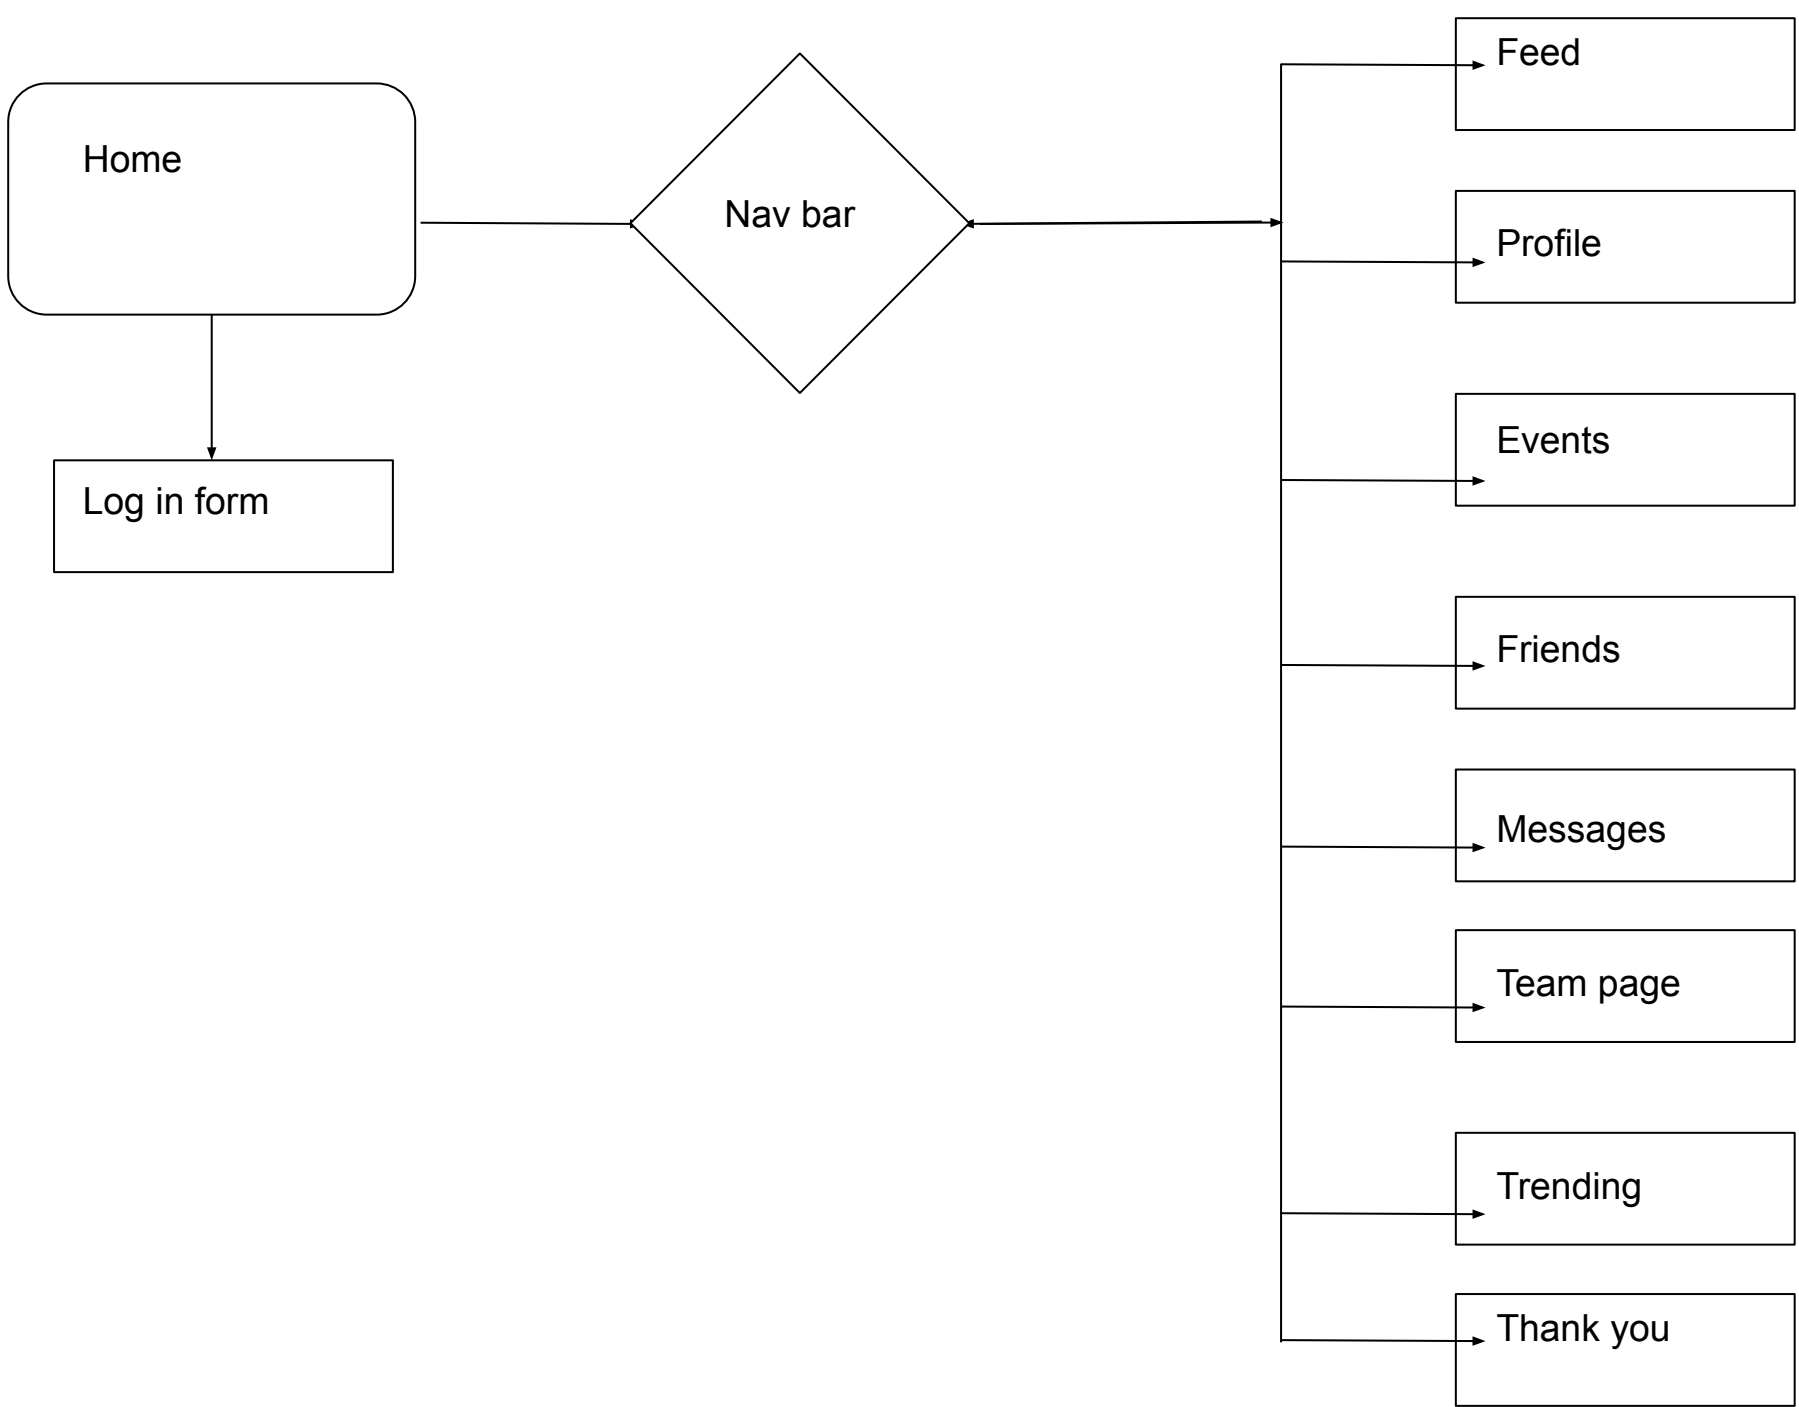 Home
Log in form
Nav bar
Feed
Profile
Events
Friends
Messages
Team page
Trending
Thank you